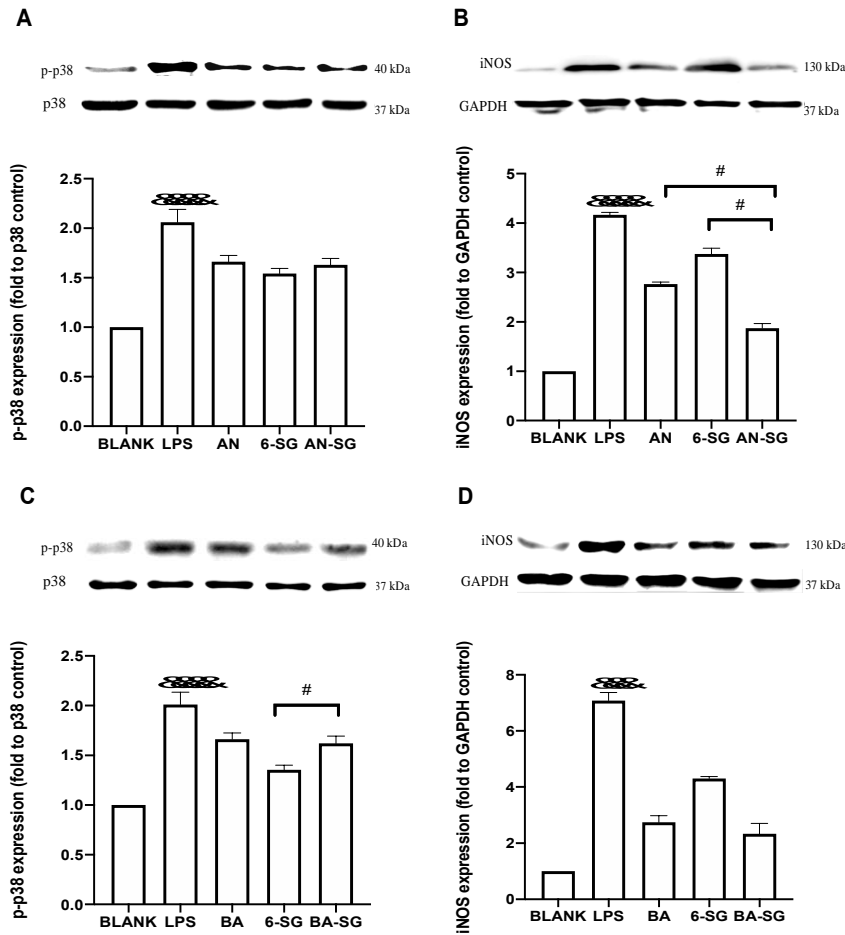 A
p-p38
40 kDa
p38
37 kDa
p-p38 expression (fold to p38 control)
2.5
2.0
1.5
1.0
0.5
0.0
BLANK LPS AN 6-SG AN-SG
B
iNOS
130 kDa
GAPDH
37 kDa
iNOS expression (fold to GAPDH control)
5
4
3
2
1
0
#
#
BLANK LPS AN 6-SG AN-SG
C
p-p38
40 kDa
p38
37 kDa
p-p38 expression (fold to p38 control)
2.5
2.0
1.5
1.0
0.5
0.0
#
BLANK LPS BA 6-SG BA-SG
D
iNOS
130 kDa
GAPDH
37 kDa
iNOS expression (fold to GAPDH control)
8
6
4
2
0
BLANK LPS BA 6-SG BA-SG